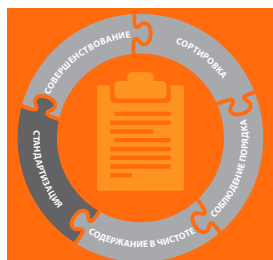 СОРТИРОВКА
СОБЛЮДЕНИЕ ПОРЯДКА
СОДЕРЖАНИЕ В ЧИСТОТЕ
СТАНДАРТИЗАЦИЯ
СОВЕРШЕНСТВОВАНИЕ